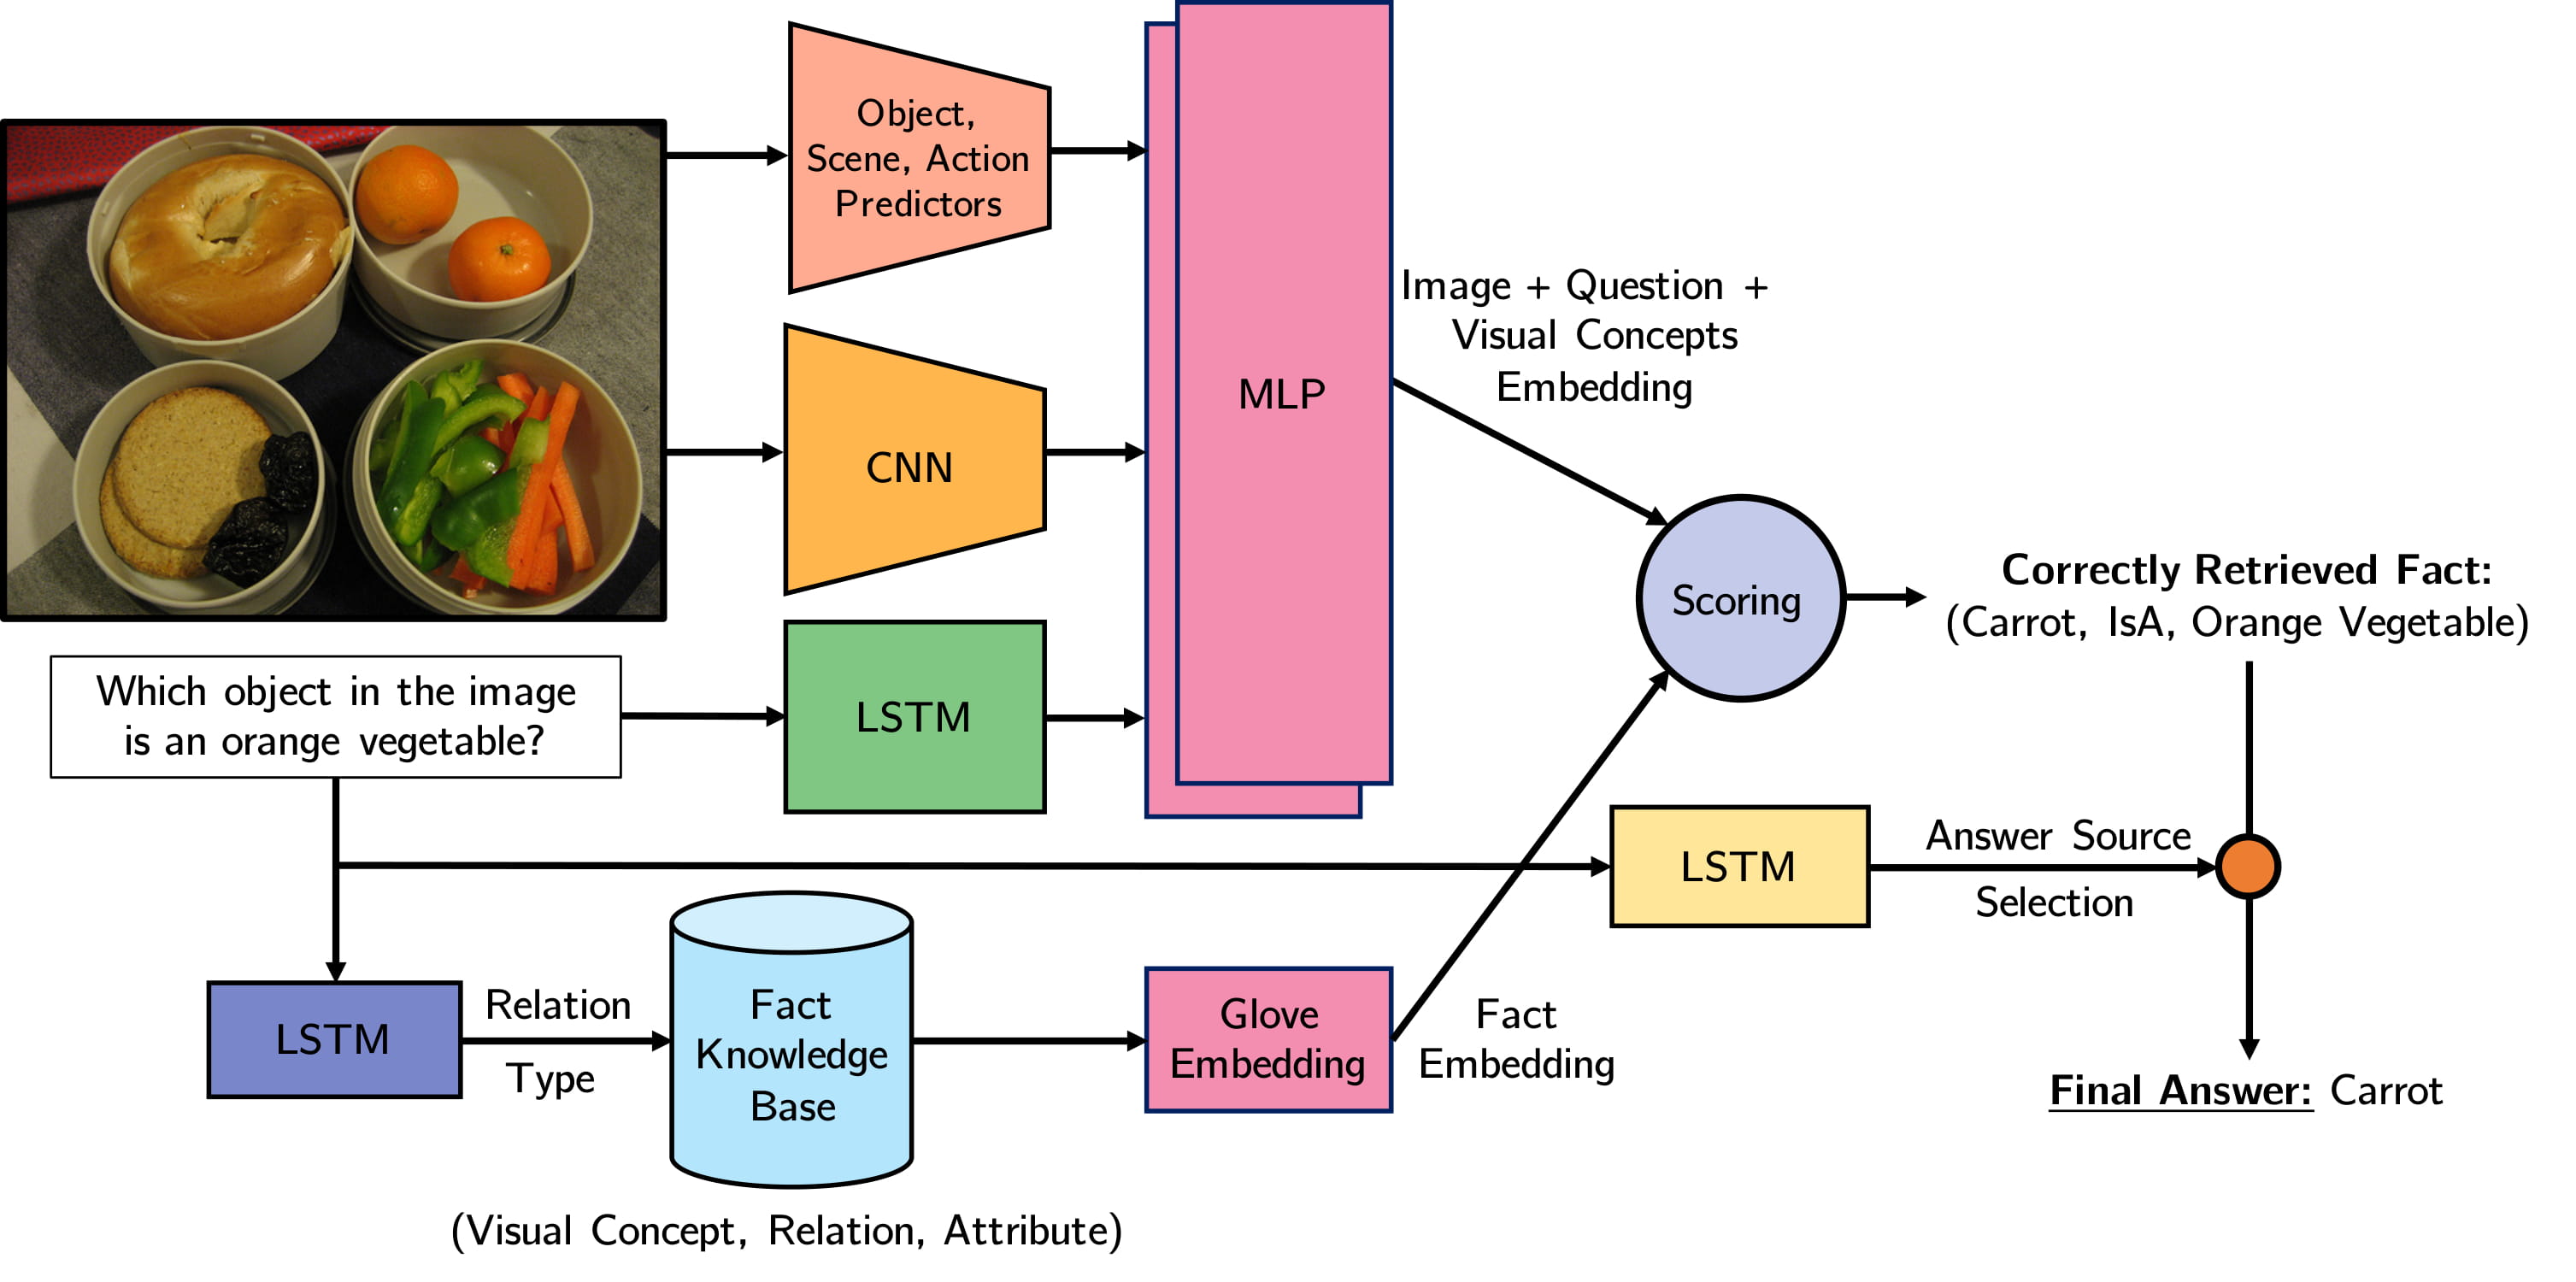 Object,
Scene, Action
Predictors
CNN
MLP
Image + Question +
Visual Concepts
Embedding
Scoring
Correctly Retrieved Fact:
(Carrot, IsA, Orange Vegetable)
Which object in the image
is an orange vegetable?
LSTM
LSTM
Answer Source
Selection
LSTM
Relation
Type
Fact
Knowledge
Base
Glove
Embedding
Fact
Embedding
Final Answer: Carrot
(Visual Concept, Relation, Attribute)